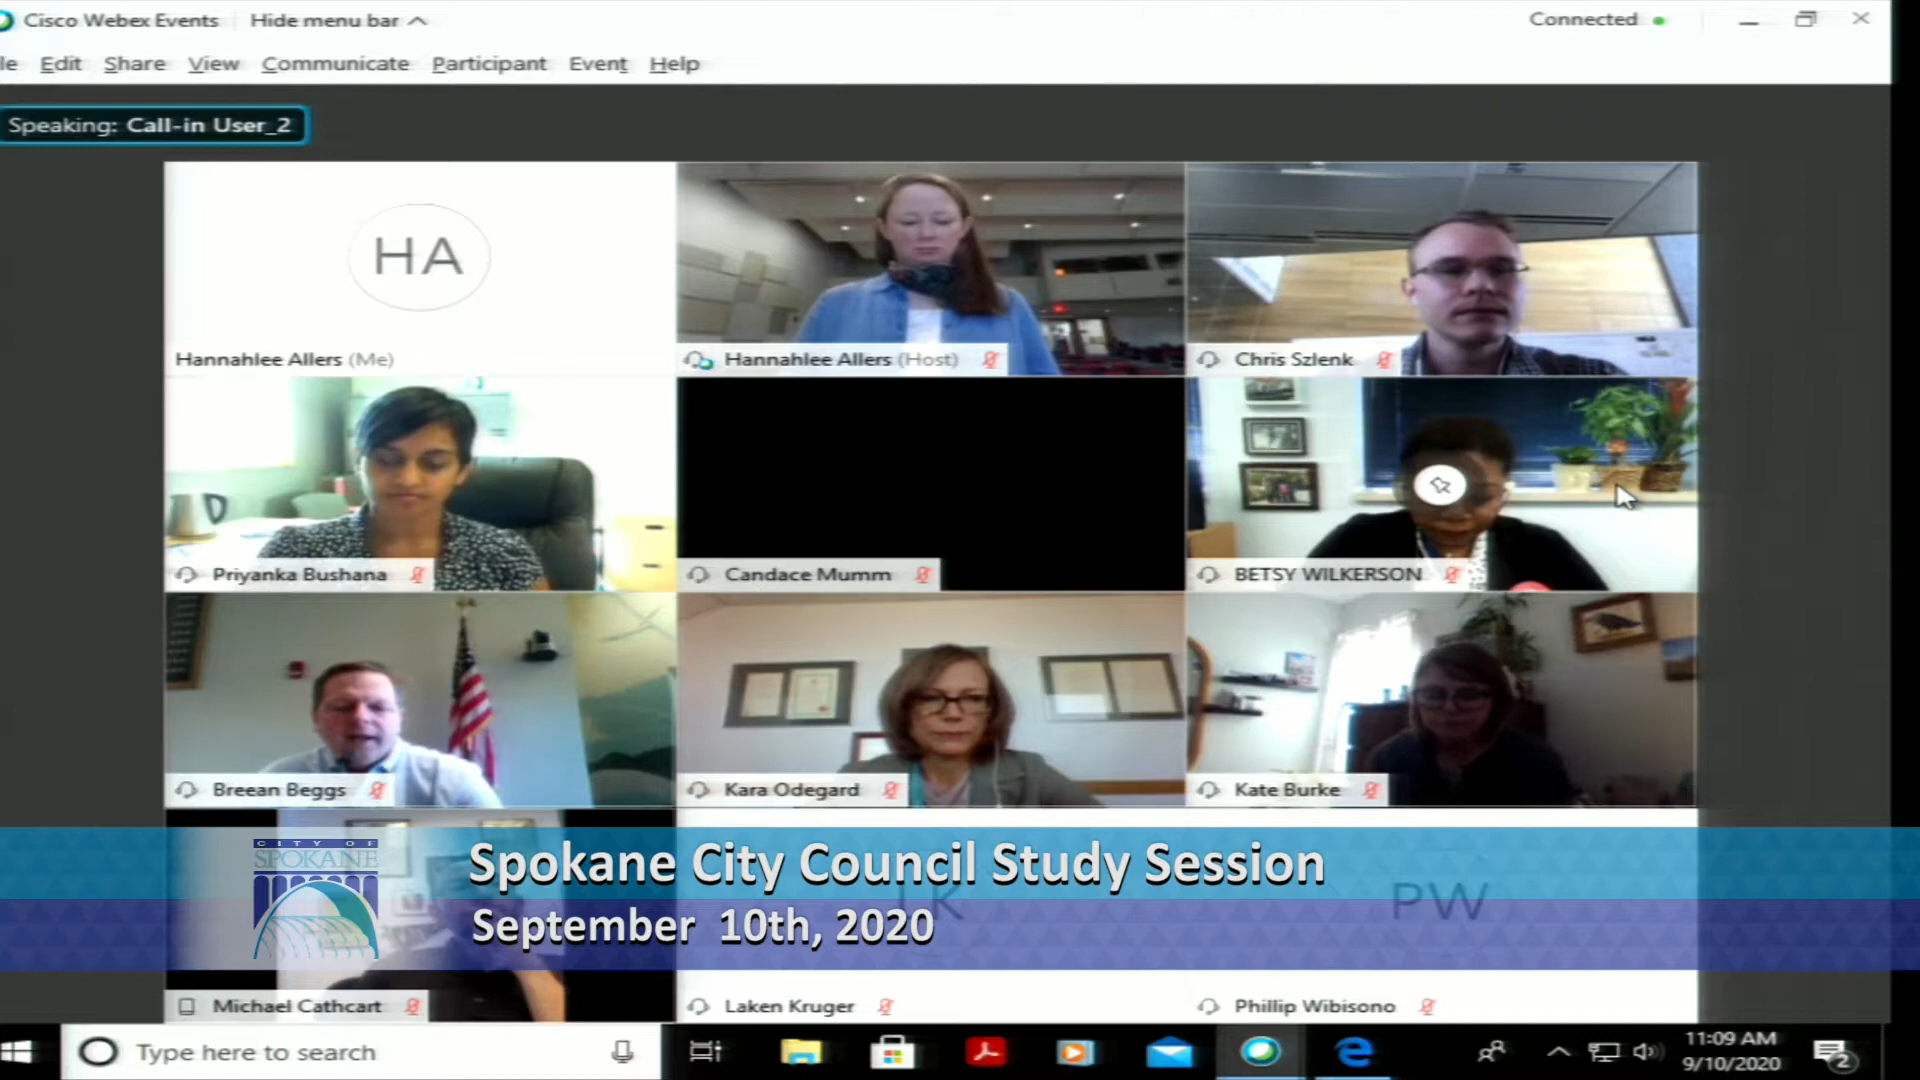 Cisco Webex Events Hide menu bar Connected
le Edit Share View Communicate Participant Event Help
Speaking: Call-in User_2
HA
Hannahlee Allers (Me) Hannahlee Allers (Host) Chris Szlenk
Priyanka Bushana Candace Mumm BETSY WILKERSON
Breean Beggs Kara Odegard Kate Burke
CITY OF
SPOKANE
Spokane City Council Study Session
LK PW
September 10th, 2020
Michael Cathcart Laken Kruger Phillip Wibisono
Type here to search
11:09 AM
9/10/2020
2